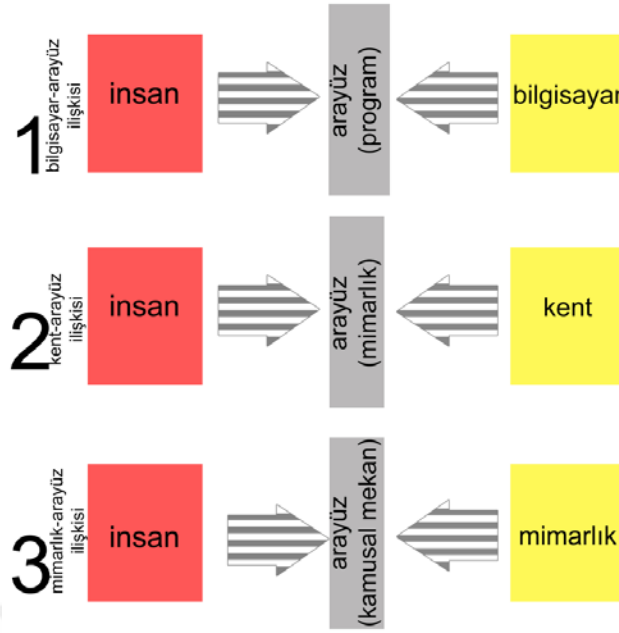 1
bilgisayar-arayüz
ilişkisi
insan
arayüz
(program)
bilgisayar
2
kent-arayüz
ilişkisi
insan
arayüz
(mimarlık)
kent
3
mimarlık-arayüz
ilişkisi
insan
arayüz
(kamusal mekan)
mimarlık